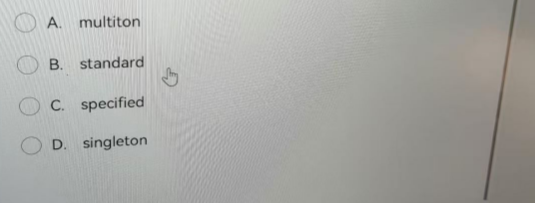 A. multiton
B. standard
C. specified
D. singleton